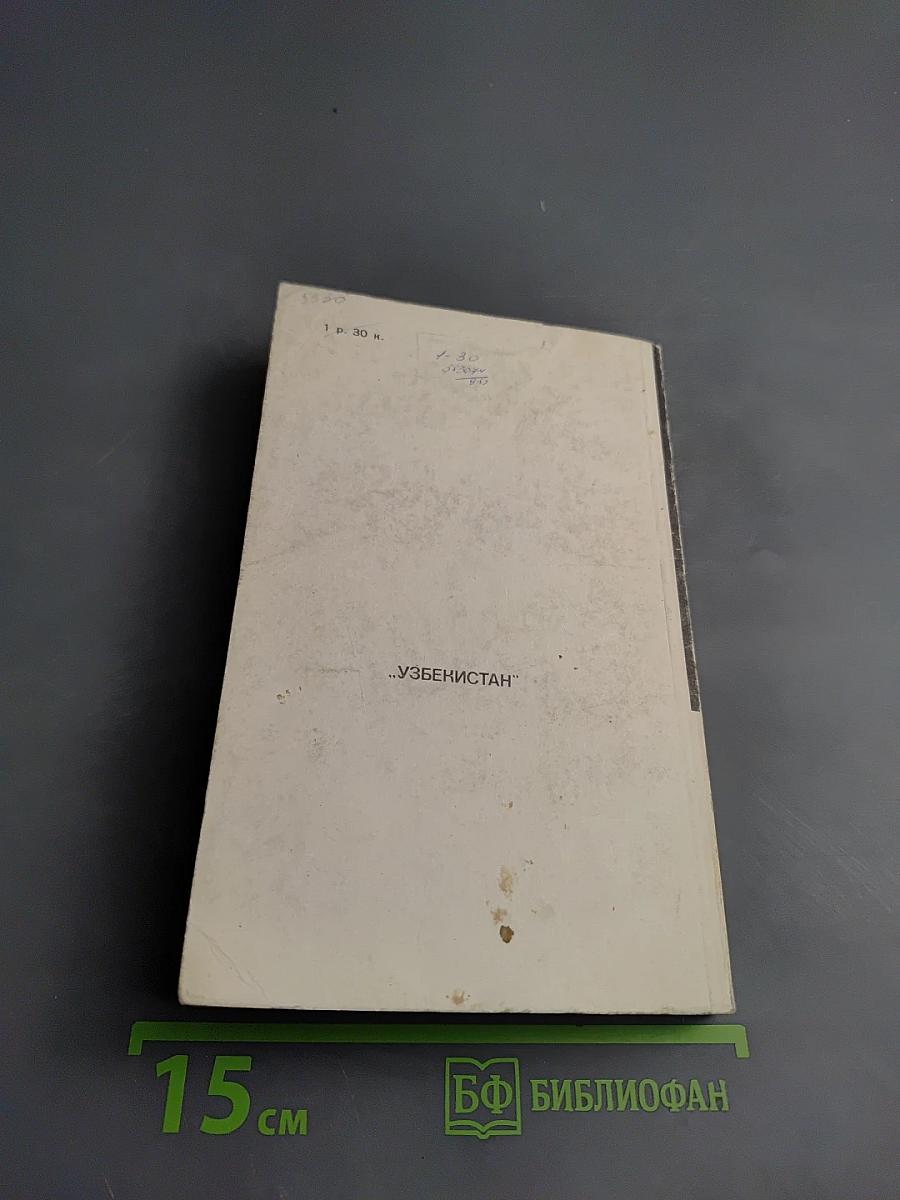 1 р. 30 к.
1-30
„УЗБЕКИСТАН"
15 см
БФ БИБЛИОФАН